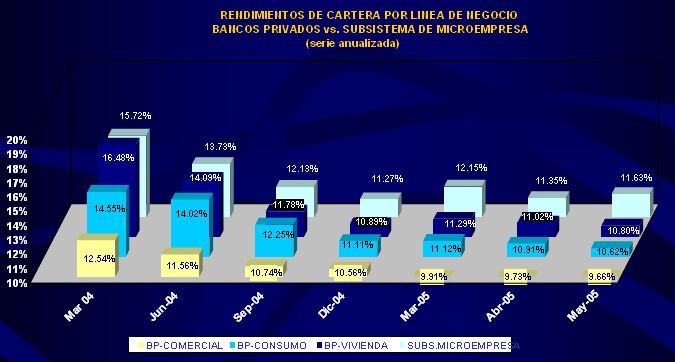 RENDIMIENTOS DE CARTERA POR LINEA DE NEGOCIO
BANCOS PRIVADOS vs. SUBSISTEMA DE MICROEMPRESA
(serie anualizada)
20%
19%
18%
17%
16%
15%
14%
13%
12%
11%
10%
15.72% 13.73% 12.13% 11.27% 12.15% 11.35% 11.63%
16.48% 14.09% 11.78% 10.89% 11.29% 11.02% 10.80%
14.55% 14.02% 12.25% 11.11% 11.12% 10.91% 10.62%
12.54% 11.56% 10.74% 10.56% 9.91% 9.73% 9.66%
Mar 04 Jun-04 Sep-04 Dic-04 Mar-05 Abr-05 May-05
BP-COMERCIAL BP-CONSUMO BP-VIVIENDA SUBS.MICROEMPRESA